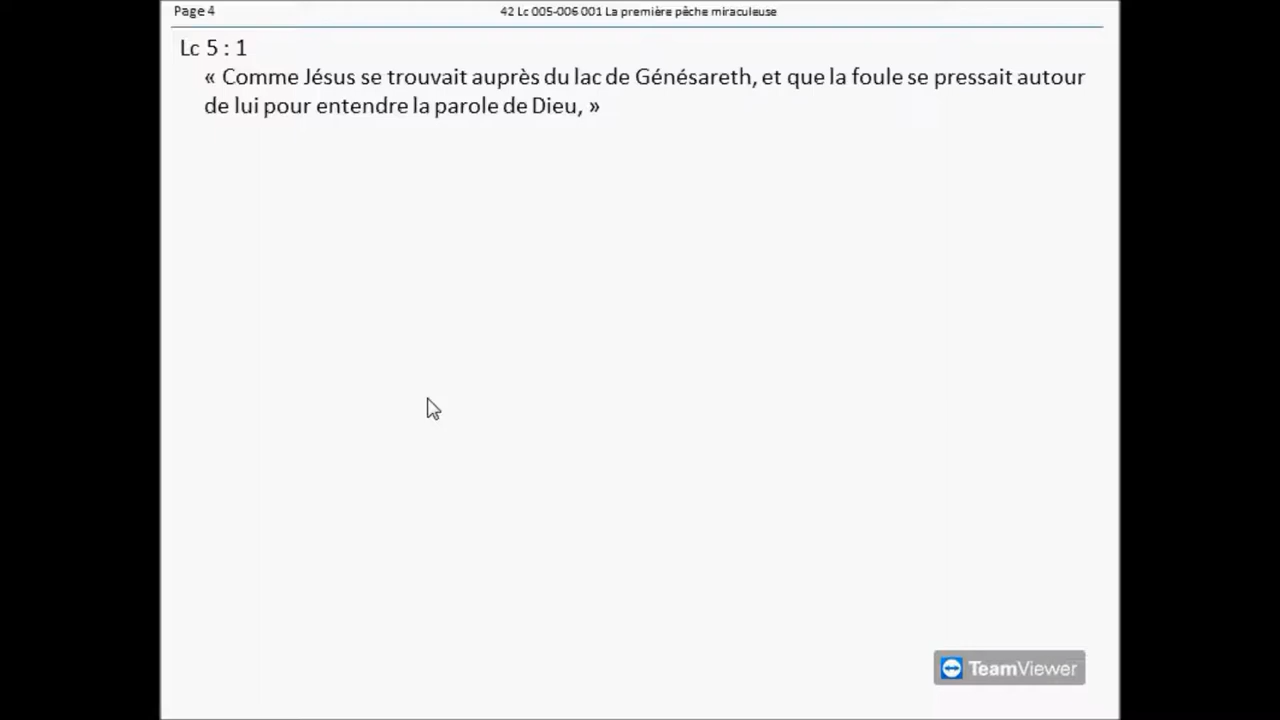 Page 4
42 Lc 005-006 001 La première pêche miraculeuse
Lc 5 : 1
« Comme Jésus se trouvait auprès du lac de Génésareth, et que la foule se pressait autour
de lui pour entendre la parole de Dieu, »
TeamViewer